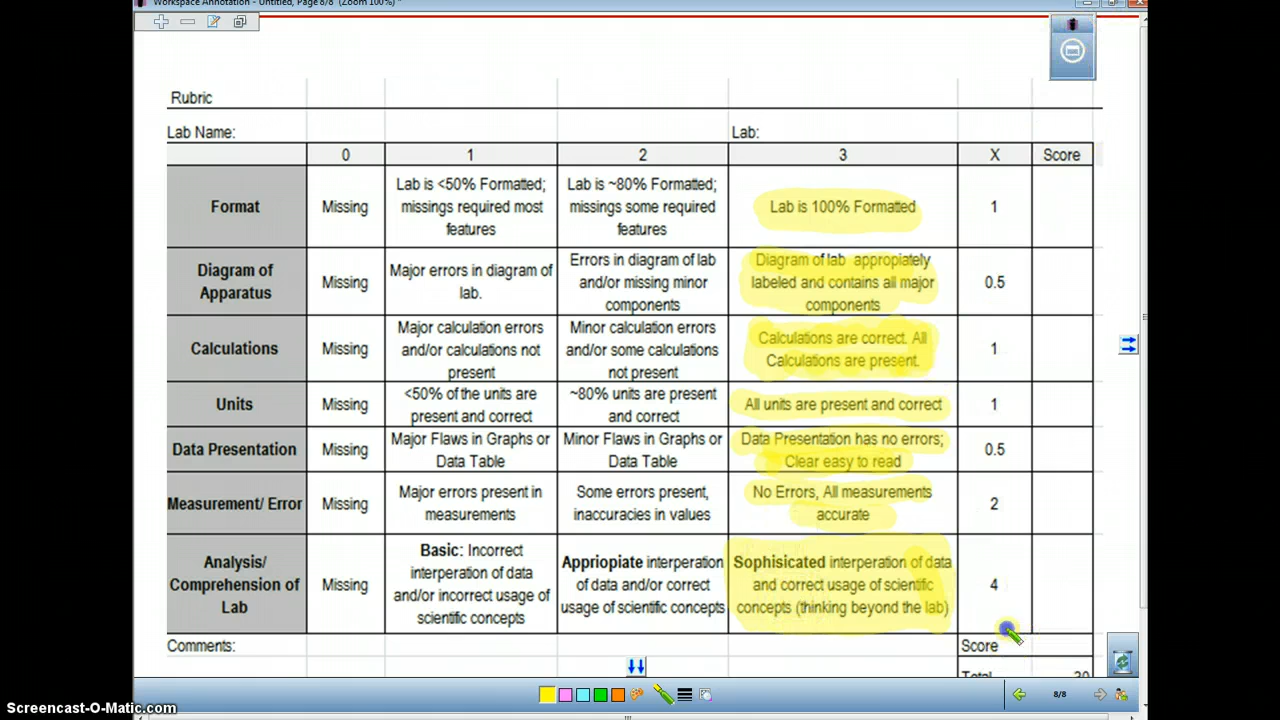 Workspace Annotation - Untitled, Page 8/8 (Zoom 100%) *
Rubric
Lab Name:
Lab:
0
1
2
3
X
Score
Format
Missing
Lab is <50% Formatted;
missings required most
features
Lab is ~80% Formatted;
missings some required
features
Lab is 100% Formatted
1
Diagram of
Apparatus
Missing
Major errors in diagram of
lab.
Errors in diagram of lab
and/or missing minor
components
Diagram of lab appropiately
labeled and contains all major
components
0.5
Calculations
Missing
Major calculation errors
and/or calculations not
present
Minor calculation errors
and/or some calculations
not present
Calculations are correct. All
Calculations are present.
1
Units
Missing
<50% of the units are
present and correct
~80% units are present
and correct
All units are present and correct
1
Data Presentation
Missing
Major Flaws in Graphs or
Data Table
Minor Flaws in Graphs or
Data Table
Data Presentation has no errors;
Clear easy to read
0.5
Measurement/ Error
Missing
Major errors present in
measurements
Some errors present,
inaccuracies in values
No Errors, All measurements
accurate
2
Analysis/
Comprehension of
Lab
Missing
Basic: Incorrect
interperation of data
and/or incorrect usage of
scientific concepts
Appriopiate interperation
of data and/or correct
usage of scientific concepts
Sophisicated interperation of data
and correct usage of scientific
concepts (thinking beyond the lab)
4
Comments:
Score
Total
30
8/8
Screencast-O-Matic.com